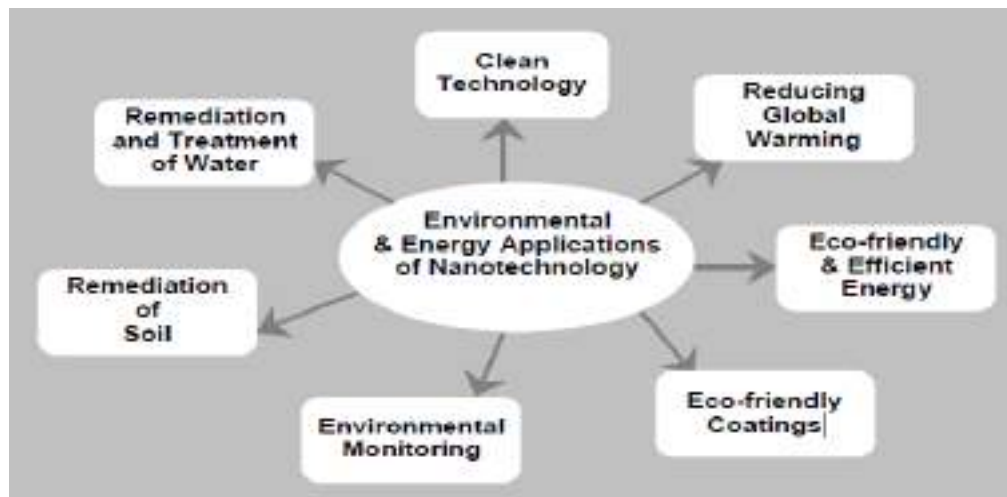 Clean
Technology
Reducing
Global
Warming
Remediation
and Treatment
of Water
Environmental
& Energy Applications
of Nanotechnology
Eco-friendly
& Efficient
Energy
Remediation
of
Soil
Eco-friendly
Coatings
Environmental
Monitoring